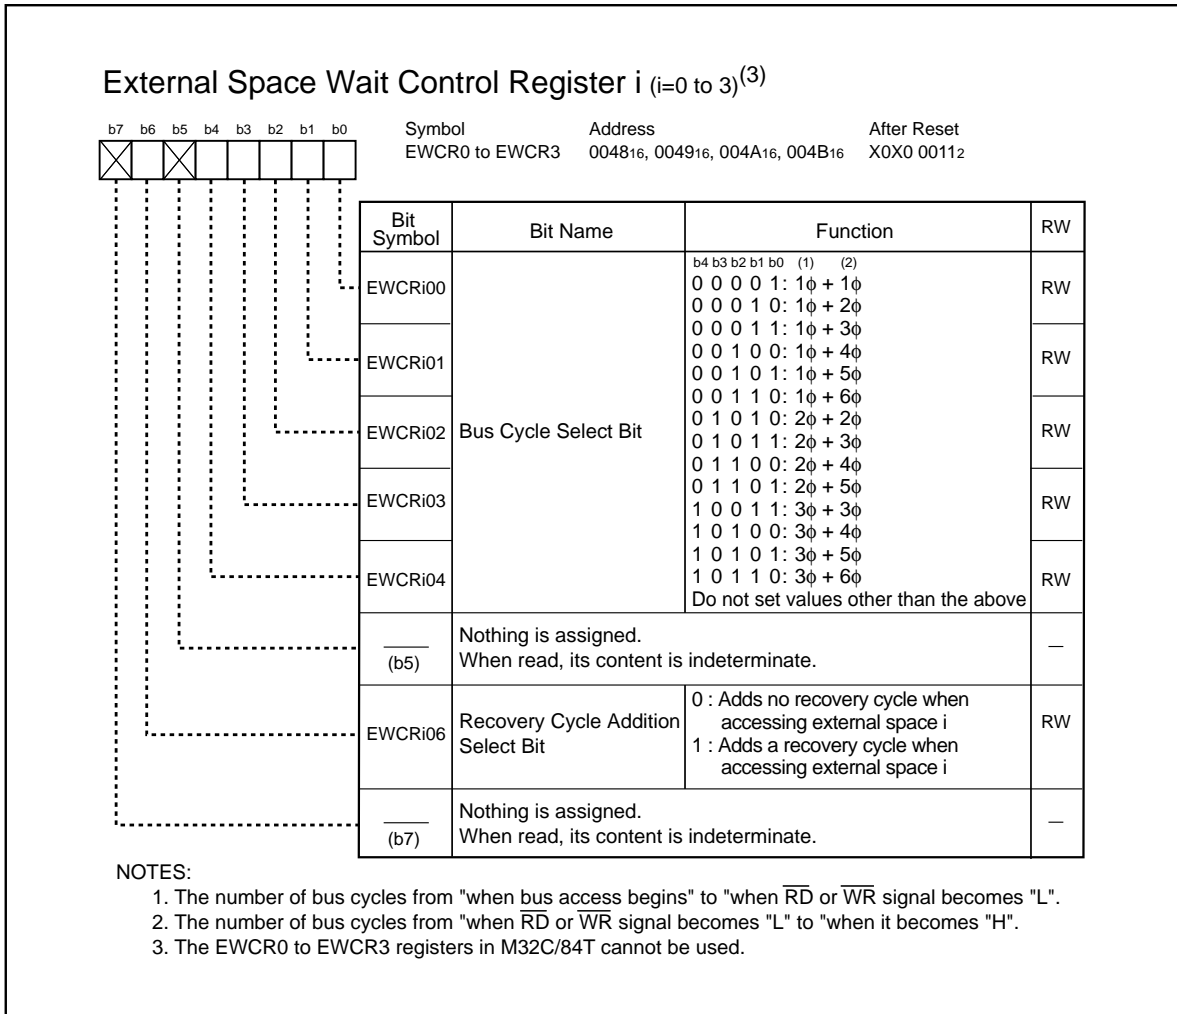 External Space Wait Control Register i (i=0 to 3)(3)
b7 b6 b5 b4 b3 b2 b1 b0
Symbol Address After Reset
EWCR0 to EWCR3 004816, 004916, 004A16, 004B16 X0X0 00112
Bit Symbol Bit Name Function RW
b4 b3 b2 b1 b0 (1) (2)
EWCRi00 RW
EWCRi01 RW
EWCRi02 Bus Cycle Select Bit RW
EWCRi03 RW
EWCRi04 RW
0 0 0 0 1: 1ϕ + 1ϕ
0 0 0 1 0: 1ϕ + 2ϕ
0 0 0 1 1: 1ϕ + 3ϕ
0 0 1 0 0: 1ϕ + 4ϕ
0 0 1 0 1: 1ϕ + 5ϕ
0 0 1 1 0: 1ϕ + 6ϕ
0 1 0 1 0: 2ϕ + 2ϕ
0 1 0 1 1: 2ϕ + 3ϕ
0 1 1 0 0: 2ϕ + 4ϕ
0 1 1 0 1: 2ϕ + 5ϕ
1 0 0 1 1: 3ϕ + 3ϕ
1 0 1 0 0: 3ϕ + 4ϕ
1 0 1 0 1: 3ϕ + 5ϕ
1 0 1 1 0: 3ϕ + 6ϕ
Do not set values other than the above
(b5)
Nothing is assigned.
When read, its content is indeterminate.
—
EWCRi06
Recovery Cycle Addition
Select Bit
0 : Adds no recovery cycle when
accessing external space i
1 : Adds a recovery cycle when
accessing external space i
RW
(b7)
Nothing is assigned.
When read, its content is indeterminate.
—
NOTES:
1. The number of bus cycles from "when bus access begins" to "when RD or WR signal becomes "L".
2. The number of bus cycles from "when RD or WR signal becomes "L" to "when it becomes "H".
3. The EWCR0 to EWCR3 registers in M32C/84T cannot be used.